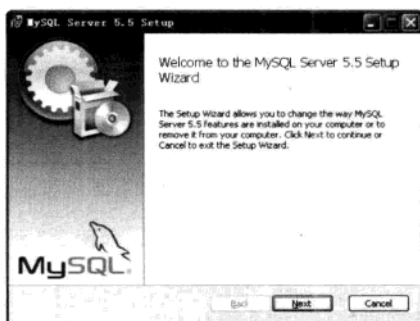 MySQL Server 5.5 Setup
Welcome to the MySQL Server 5.5 Setup
Wizard
The Setup Wizard allows you to change the way MySQL
Server 5.5 features are installed on your computer or to
remove it from your computer. Click Next to continue or
Cancel to exit the Setup Wizard.
MySQL.
Back Next Cancel